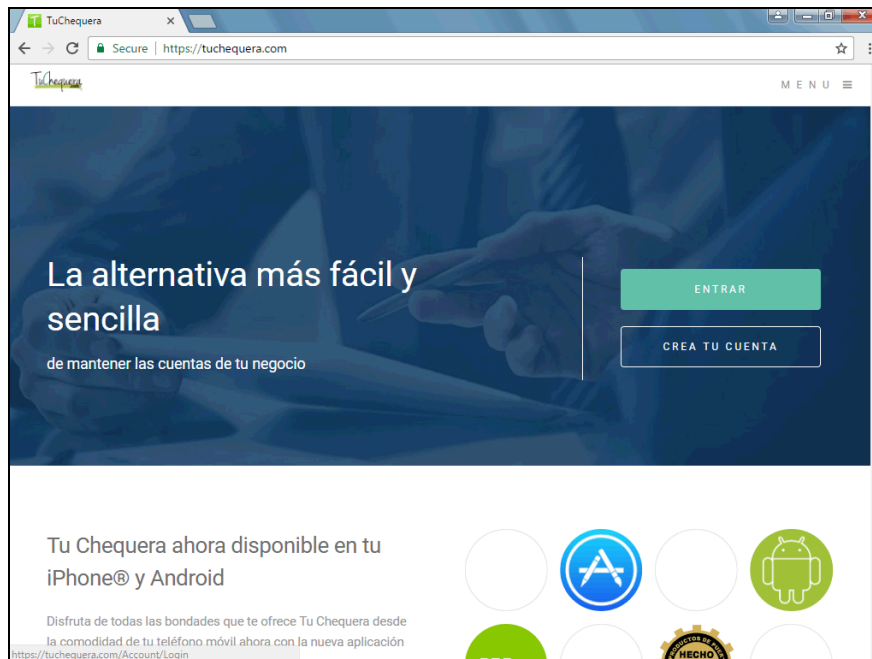 TuChequera
Secure | https://tuchequera.com
TuChequera
MENU
La alternativa más fácil y
sencilla
de mantener las cuentas de tu negocio
ENTRAR
CREA TU CUENTA
Tu Chequera ahora disponible en tu
iPhone® y Android
Disfruta de todas las bondades que te ofrece Tu Chequera desde
la comodidad de tu teléfono móvil ahora con la nueva aplicación
HECHO
https://tuchequera.com/Account/Login